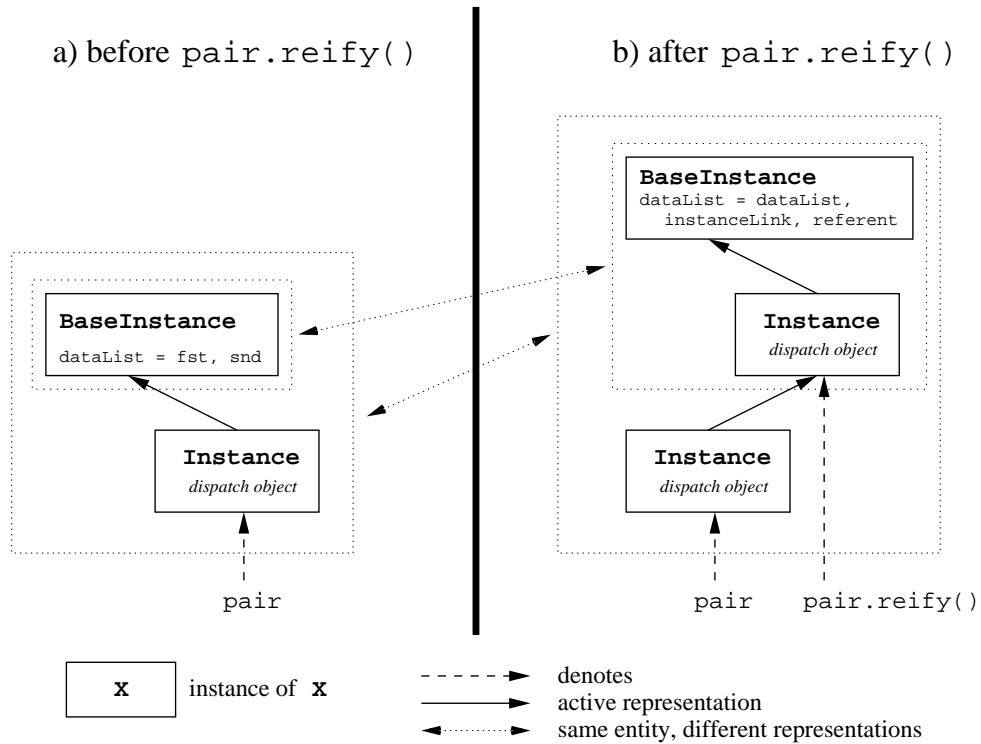 a) before pair.reify()
BaseInstance
dataList = fst, snd
Instance
dispatch object
pair
b) after pair.reify()
BaseInstance
dataList = dataList,
instanceLink, referent
Instance
dispatch object
Instance
dispatch object
pair
pair.reify()
X
instance of X
denotes
active representation
same entity, different representations